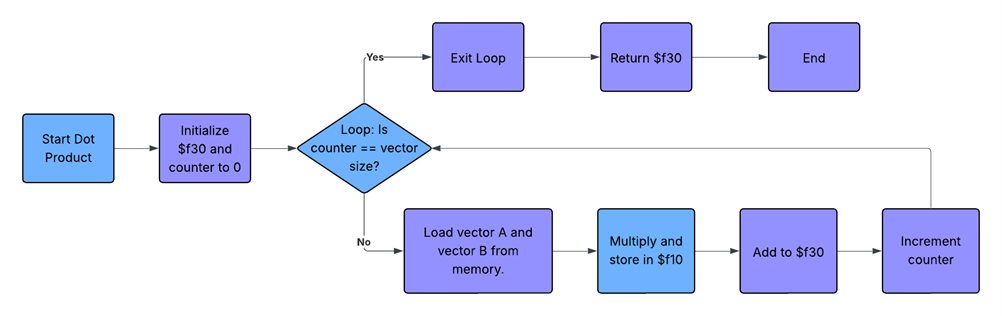 Yes
Exit Loop
Return $f30
End
Start Dot
Product
Initialize
$f30 and
counter to 0
Loop: Is
counter == vector
size?
No
Load vector A and
vector B from
memory.
Multiply and
store in $f10
Add to $f30
Increment
counter